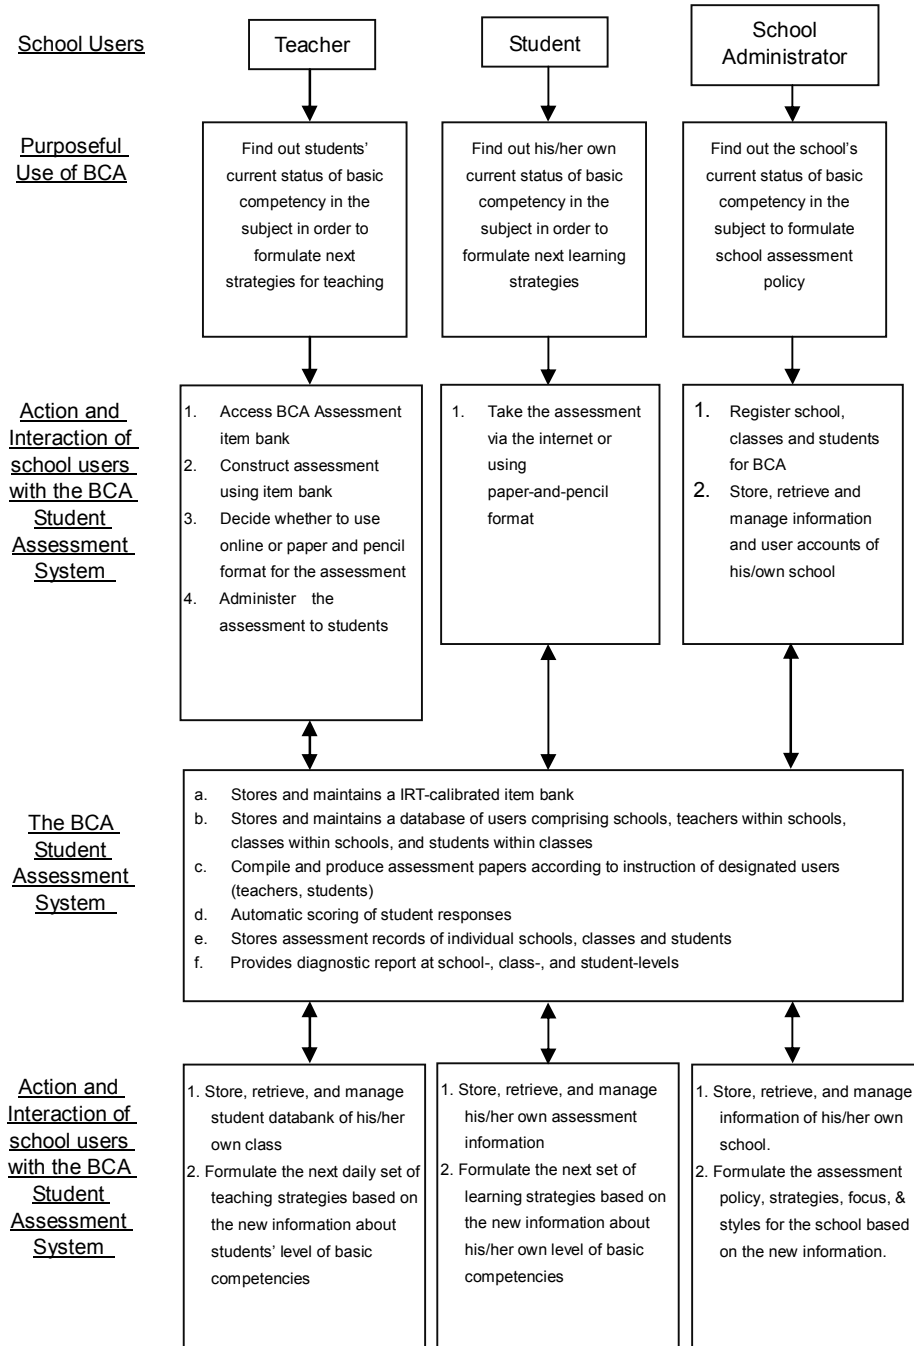 School Users
Teacher
Student
School
Administrator
Purposeful
Use of BCA
Find out students’
current status of basic
competency in the
subject in order to
formulate next
strategies for teaching
Find out his/her own
current status of basic
competency in the
subject in order to
formulate next learning
strategies
Find out the school’s
current status of basic
competency in the
subject to formulate
school assessment
policy
Action and
Interaction of
school users
with the BCA
Student
Assessment
System
1. Access BCA Assessment
item bank
2. Construct assessment
using item bank
3. Decide whether to use
online or paper and pencil
format for the assessment
4. Administer the
assessment to students
1. Take the assessment
via the internet or
using
paper-and-pencil
format
1. Register school,
classes and students
for BCA
2. Store, retrieve and
manage information
and user accounts of
his/own school
The BCA
Student
Assessment
System
a. Stores and maintains a IRT-calibrated item bank
b. Stores and maintains a database of users comprising schools, teachers within schools,
classes within schools, and students within classes
c. Compile and produce assessment papers according to instruction of designated users
(teachers, students)
d. Automatic scoring of student responses
e. Stores assessment records of individual schools, classes and students
f. Provides diagnostic report at school-, class-, and student-levels
Action and
Interaction of
school users
with the BCA
Student
Assessment
System
1. Store, retrieve, and manage
student databank of his/her
own class
2. Formulate the next daily set of
teaching strategies based on
the new information about
students’ level of basic
competencies
1. Store, retrieve, and manage
his/her own assessment
information
2. Formulate the next set of
learning strategies based on
the new information about
his/her own level of basic
competencies
1. Store, retrieve, and manage
information of his/her own
school.
2. Formulate the assessment
policy, strategies, focus, &
styles for the school based
on the new information.